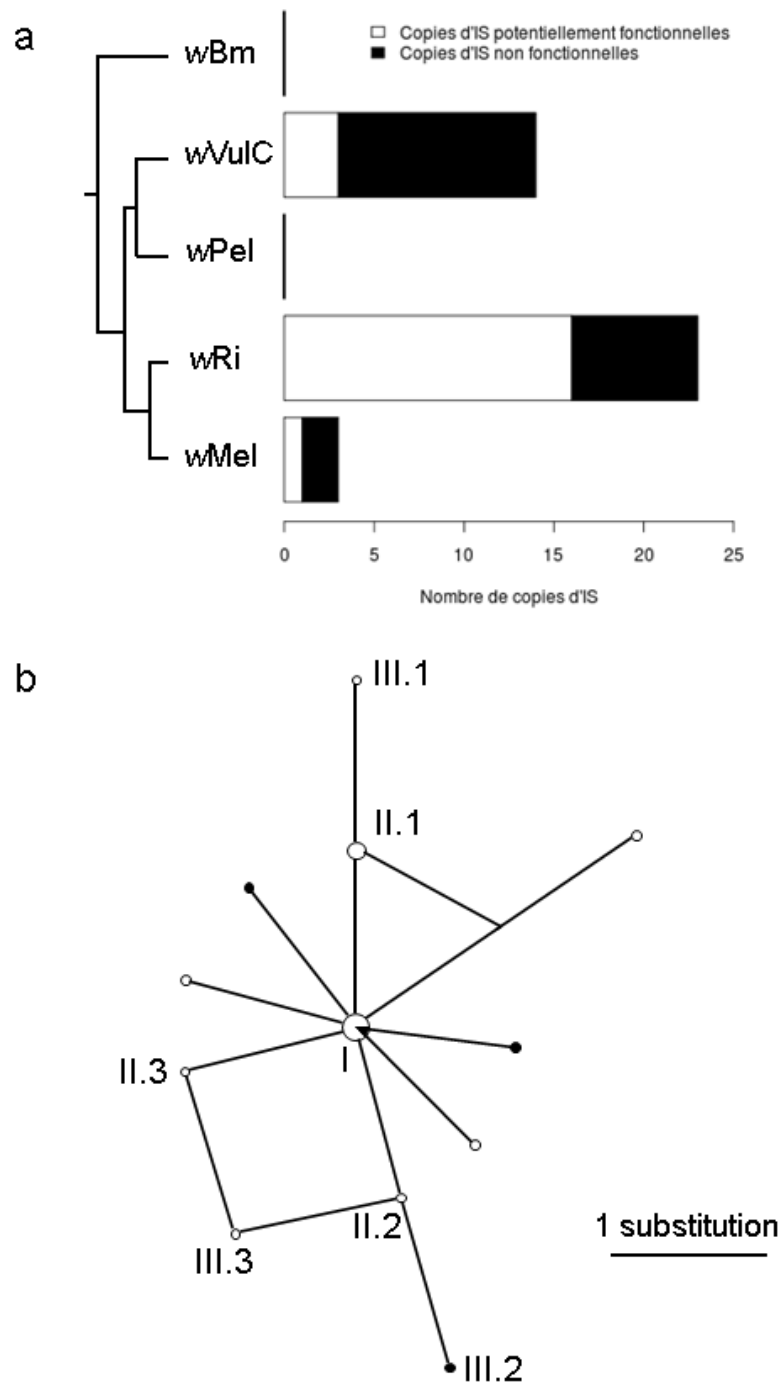 a
Copies d'IS potentiellement fonctionnelles
Copies d'IS non fonctionnelles
wBm
wVulC
wPel
wRi
wMel
0 5 10 15 20 25
Nombre de copies d'IS
b
III.1
II.1
I
II.3
II.2
III.3
1 substitution
III.2